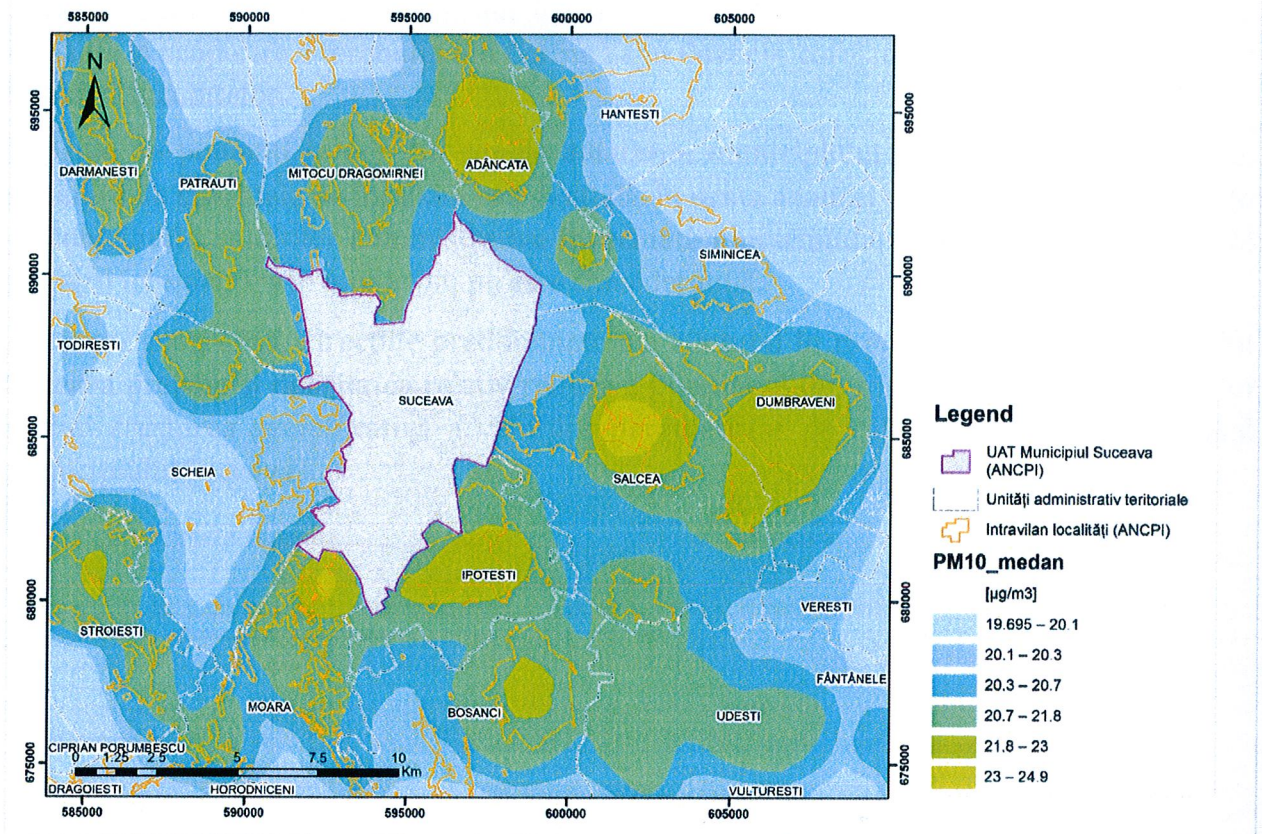 585000 590000 595000 600000 605000
N
695000 695000
HANTESTI
DARMANESTI
PATRAUTI
MITOCU DRAGOMIRNEI
ADÂNCATA
SIMINICEA
690000 690000
TODIRESTI
SUCEAVA
DUMBRAVENI
685000 685000
SCHEIA
SALCEA
IPOTESTI
680000 680000
VERESTI
STROIESTI
FÂNTÂNELE
MOARA
BOSANCI
UDESTI
CIPRIAN PORUMBESCU
0 1.25 2.5 5 7.5 10
Km
675000 675000
DRAGOIESTI
HORODNICENI
VULTURESTI
585000 590000 595000 600000 605000
Legend
UAT Municipiul Suceava
(ANCPI)
Unităţi administrativ teritoriale
Intravilan localităţi (ANCPI)
PM10_medan
[µg/m3]
19.695 – 20.1
20.1 – 20.3
20.3 – 20.7
20.7 – 21.8
21.8 – 23
23 – 24.9